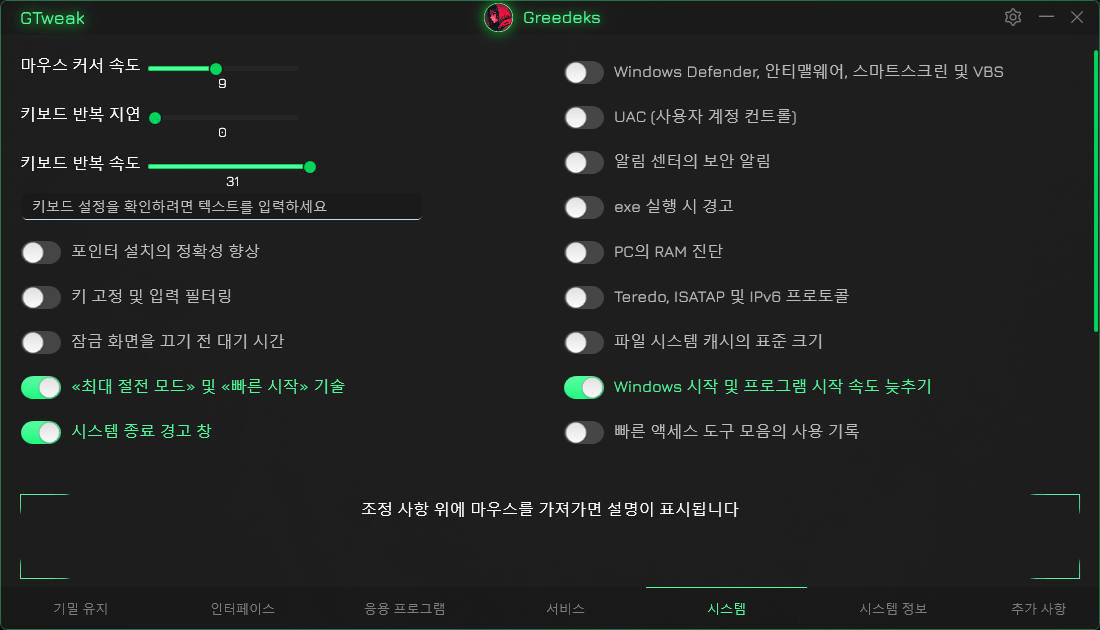 GTweak
Greedeks
마우스 커서 속도
9
키보드 반복 지연
0
키보드 반복 속도
31
키보드 설정을 확인하려면 텍스트를 입력하세요
포인터 설치의 정확성 향상
키 고정 및 입력 필터링
잠금 화면을 끄기 전 대기 시간
«최대 절전 모드» 및 «빠른 시작» 기술
시스템 종료 경고 창
Windows Defender, 안티맬웨어, 스마트스크린 및 VBS
UAC (사용자 계정 컨트롤)
알림 센터의 보안 알림
exe 실행 시 경고
PC의 RAM 진단
Teredo, ISATAP 및 IPv6 프로토콜
파일 시스템 캐시의 표준 크기
Windows 시작 및 프로그램 시작 속도 늦추기
빠른 액세스 도구 모음의 사용 기록
조정 사항 위에 마우스를 가져가면 설명이 표시됩니다
기밀 유지
인터페이스
응용 프로그램
서비스
시스템
시스템 정보
추가 사항